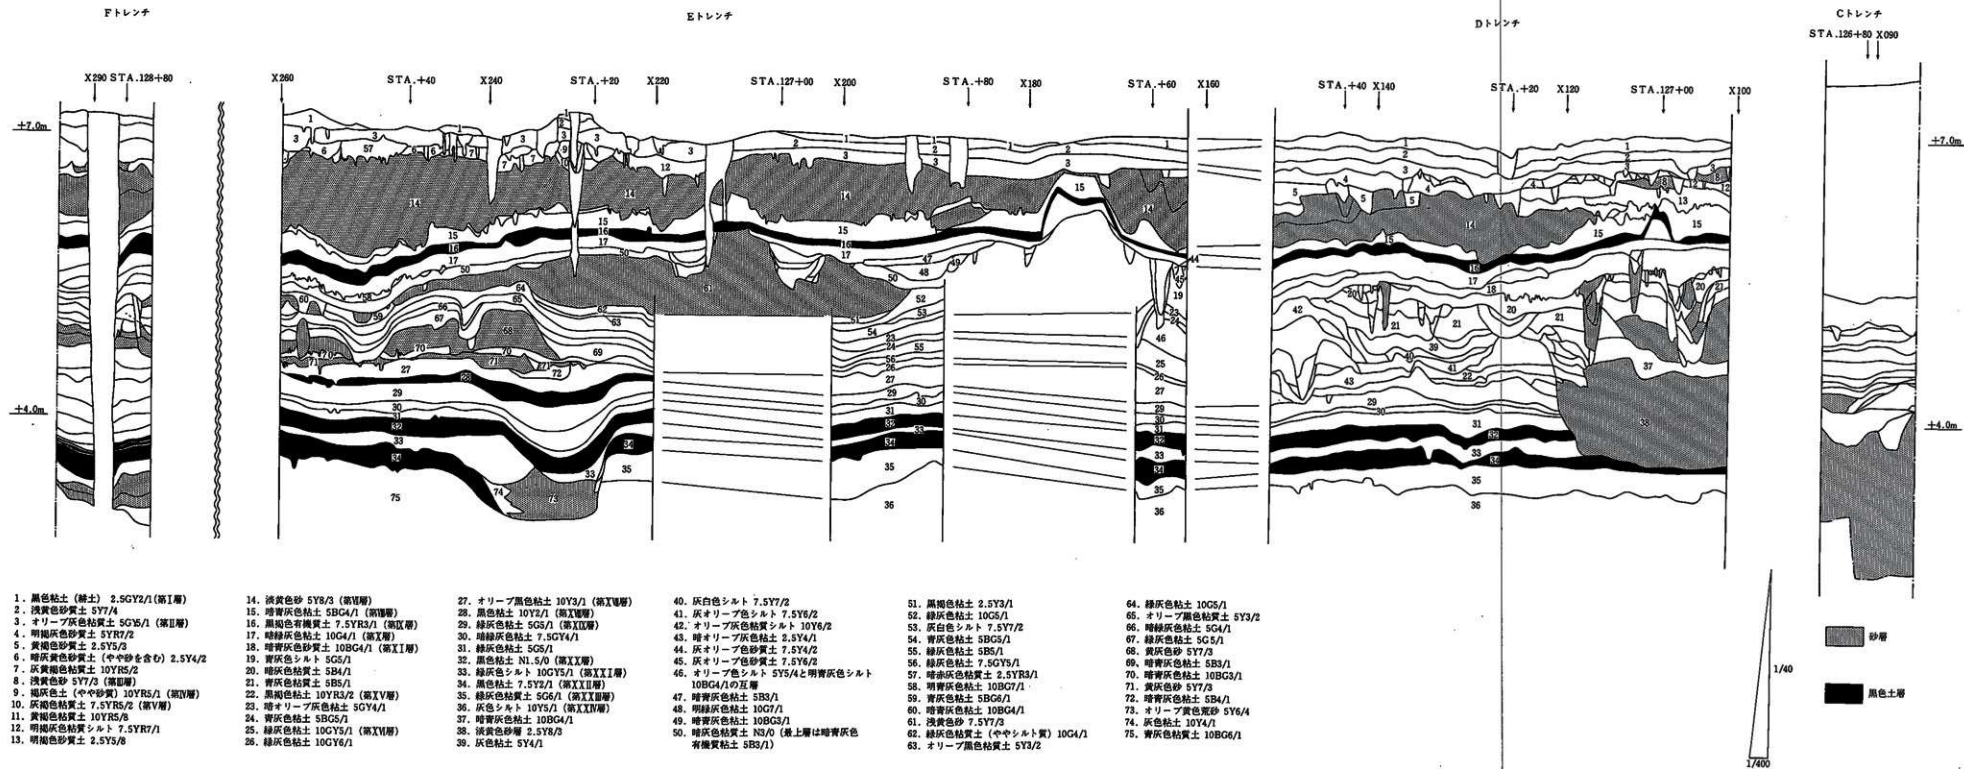 Fトレンチ
Eトレンチ
Dトレンチ
Cトレンチ
STA.126+80 X090
X290 STA.128+80
X260
STA.+40
X240
STA.+20
X220
STA.127+00
X200
STA.+80
X180
STA.+60
X160
STA.+40 X140
STA.+20
X120
STA.127+00
X100
+7.0m
+7.0m
+4.0m
+4.0m
1. 黒色粘土(耕土) 2.5GY2/1(第I層)
2. 浅黄色砂質土 5Y7/4
3. オリーブ灰色粘質土 5GY5/1(第II層)
4. 明褐灰色砂質土 5YR7/2
5. 黄褐色砂質土 2.5Y5/3
6. 暗灰黄色砂質土(やや砂を含む) 2.5Y4/2
7. 灰黄褐色粘質土 10YR5/2
8. 浅黄色砂 5Y7/3(第III層)
9. 褐灰色土(やや砂質) 10YR5/1(第IV層)
10. 灰褐色粘質土 7.5YR5/2(第V層)
11. 黄褐色粘質土 10YR5/8
12. 明褐灰色粘質シルト 7.5YR7/1
13. 明褐色砂質土 2.5Y5/8
14. 淡黄色砂 5Y8/3(第VII層)
15. 暗青灰色粘質土 5BG4/1(第VIII層)
16. 黒褐色有機質土 7.5YR3/1(第IX層)
17. 暗緑灰色粘土 10G4/1(第X層)
18. 暗青灰色砂質土 10BG4/1(第XI層)
19. 青灰色シルト 5G5/1
20. 暗灰色粘質土 5B4/1
21. 青灰色粘質土 5B5/1
22. 黒褐色粘土 10YR3/2(第XV層)
23. 暗オリーブ灰色粘土 5GY4/1
24. 青灰色粘土 5BG5/1
25. 緑灰色粘土 10GY5/1(第XVI層)
26. 緑灰色粘土 10GY6/1
27. オリーブ黒色粘土 10Y3/1(第XVII層)
28. 黒色粘土 10Y2/1(第XVIII層)
29. 緑灰色粘土 5G5/1(第XIX層)
30. 暗緑灰色粘土 7.5GY4/1
31. 緑灰色粘土 5G5/1
32. 黒色粘土 N1.5/0(第XX層)
33. 緑灰色シルト 10GY5/1(第XXI層)
34. 黒色粘土 7.5Y2/1(第XXII層)
35. 緑灰色粘質土 5G6/1(第XXIII層)
36. 灰色シルト 10Y5/1(第XXIV層)
37. 暗青灰色粘土 10BG4/1
38. 淡黄色砂層 2.5Y8/3
39. 灰色粘土 5Y4/1
40. 灰白色シルト 7.5Y7/2
41. 灰オリーブ色シルト 7.5Y6/2
42. オリーブ灰色粘質シルト 10Y6/2
43. 暗オリーブ灰色粘土 2.5Y4/1
44. 灰オリーブ色砂質土 7.5Y4/2
45. 灰オリーブ色砂質土 7.5Y6/2
46. オリーブ色シルト 5Y5/4と明青灰色シルト
10BG4/1の互層
47. 暗青灰色粘土 5B3/1
48. 明緑灰色粘土 10G7/1
49. 暗青灰色粘土 10BG3/1
50. 暗灰色粘質土 N3/0(最上層は暗青灰色
有機質粘土 5B3/1)
51. 黒褐色粘土 2.5Y3/1
52. 緑灰色粘土 10G5/1
53. 灰白色シルト 7.5Y7/2
54. 青灰色粘土 5BG5/1
55. 緑灰色粘土 5B5/1
56. 緑灰色粘土 7.5GY5/1
57. 暗赤灰色粘質土 2.5YR3/1
58. 明青灰色粘土 10BG7/1
59. 青灰色粘土 5BG6/1
60. 暗青灰色粘土 10BG4/1
61. 浅黄色砂 7.5Y7/3
62. 緑灰色粘質土(ややシルト質) 10G4/1
63. オリーブ黒色粘質土 5Y3/2
64. 緑灰色粘土 10G5/1
65. オリーブ黒色粘質土 5Y3/2
66. 暗緑灰色粘土 5G4/1
67. 緑灰色粘土 5G5/1
68. 黄灰色砂 5Y7/3
69. 暗青灰色粘土 5B3/1
70. 暗青灰色粘土 10BG3/1
71. 黄灰色砂 5Y7/3
72. 暗青灰色粘土 5B4/1
73. オリーブ黄色荒砂 5Y6/4
74. 灰色粘土 10Y4/1
75. 青灰色粘質土 10BG6/1
砂層
黒色土層
1/40
1/400